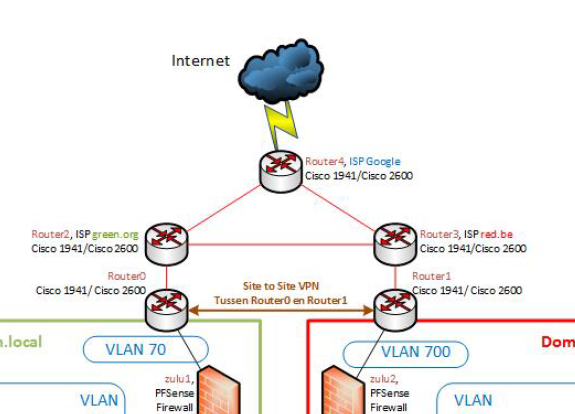 Internet
Router4, ISP Google
Cisco 1941/Cisco 2600
Router2, ISP green.org
Cisco 1941/Cisco 2600
Router3, ISP red.be
Cisco 1941/Cisco 2600
Router0
Cisco 1941/ Cisco 2600
Router1
Cisco 1941/ Cisco 2600
Site to Site VPN
Tussen Router0 en Router1
n.local
VLAN 70
VLAN 700
Dom
zulu1,
PFSense
Firewall
zulu2,
PFSense
Firewall
VLAN
VLAN